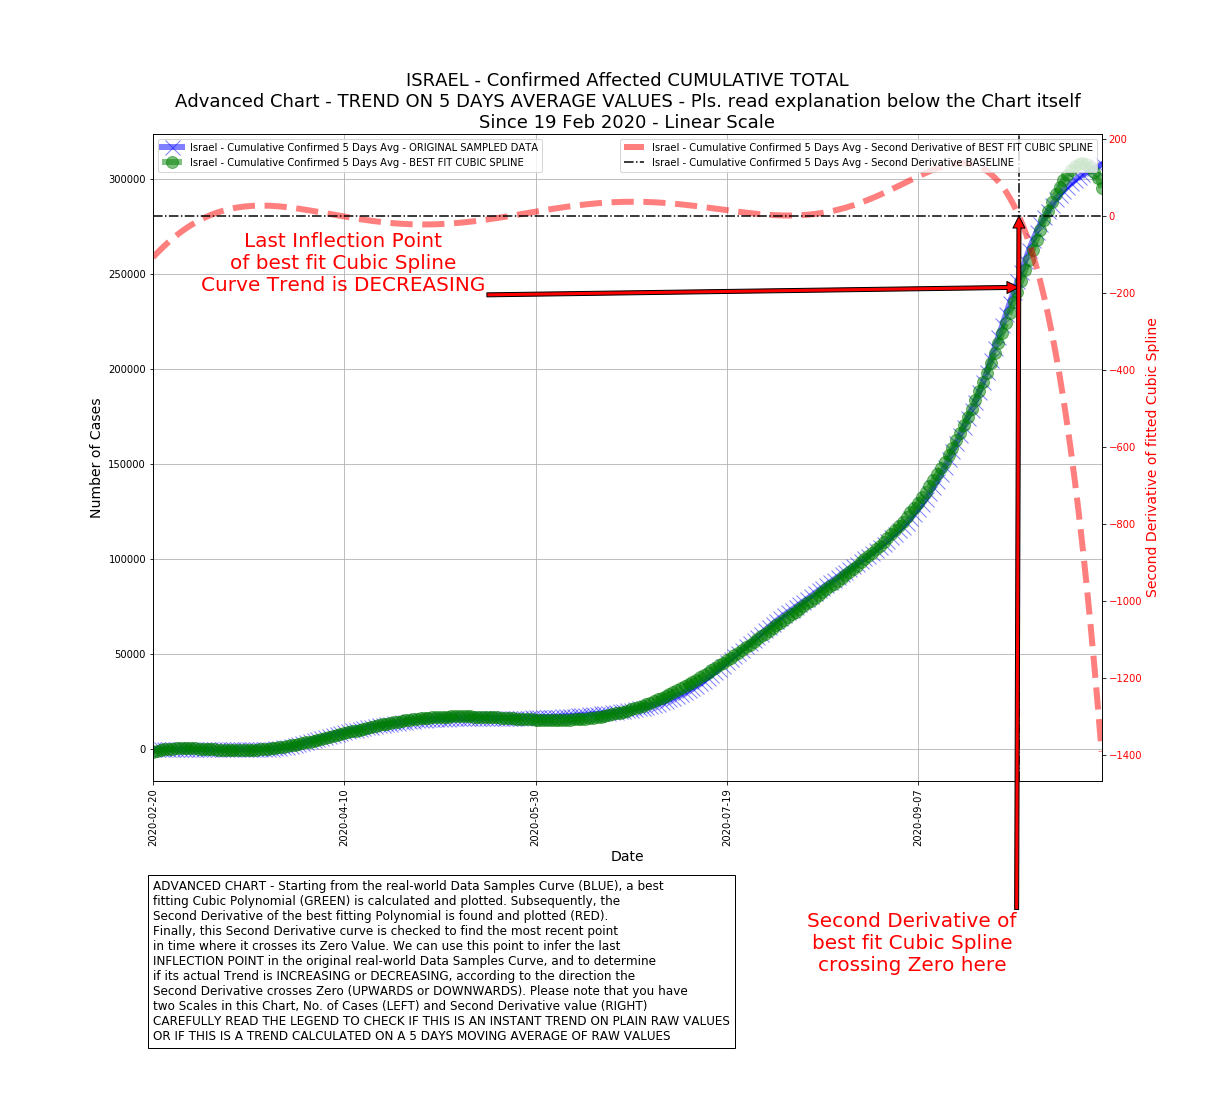 ISRAEL - Confirmed Affected CUMULATIVE TOTAL
Advanced Chart - TREND ON 5 DAYS AVERAGE VALUES - Pls. read explanation below the Chart itself
Since 19 Feb 2020 - Linear Scale
Israel - Cumulative Confirmed 5 Days Avg - ORIGINAL SAMPLED DATA
Israel - Cumulative Confirmed 5 Days Avg - BEST FIT CUBIC SPLINE
Israel - Cumulative Confirmed 5 Days Avg - Second Derivative of BEST FIT CUBIC SPLINE
Israel - Cumulative Confirmed 5 Days Avg - Second Derivative BASELINE
Last Inflection Point
of best fit Cubic Spline
Curve Trend is DECREASING
Number of Cases
300000
250000
200000
150000
100000
50000
0
200
0
−200
−400
−600
−800
−1000
−1200
−1400
Second Derivative of fitted Cubic Spline
2020-02-20
2020-04-10
2020-05-30
2020-07-19
2020-09-07
Date
Second Derivative of
best fit Cubic Spline
crossing Zero here
ADVANCED CHART - Starting from the real-world Data Samples Curve (BLUE), a best
fitting Cubic Polynomial (GREEN) is calculated and plotted. Subsequently, the
Second Derivative of the best fitting Polynomial is found and plotted (RED).
Finally, this Second Derivative curve is checked to find the most recent point
in time where it crosses its Zero Value. We can use this point to infer the last
INFLECTION POINT in the original real-world Data Samples Curve, and to determine
if its actual Trend is INCREASING or DECREASING, according to the direction the
Second Derivative crosses Zero (UPWARDS or DOWNWARDS). Please note that you have
two Scales in this Chart, No. of Cases (LEFT) and Second Derivative value (RIGHT)
CAREFULLY READ THE LEGEND TO CHECK IF THIS IS AN INSTANT TREND ON PLAIN RAW VALUES
OR IF THIS IS A TREND CALCULATED ON A 5 DAYS MOVING AVERAGE OF RAW VALUES